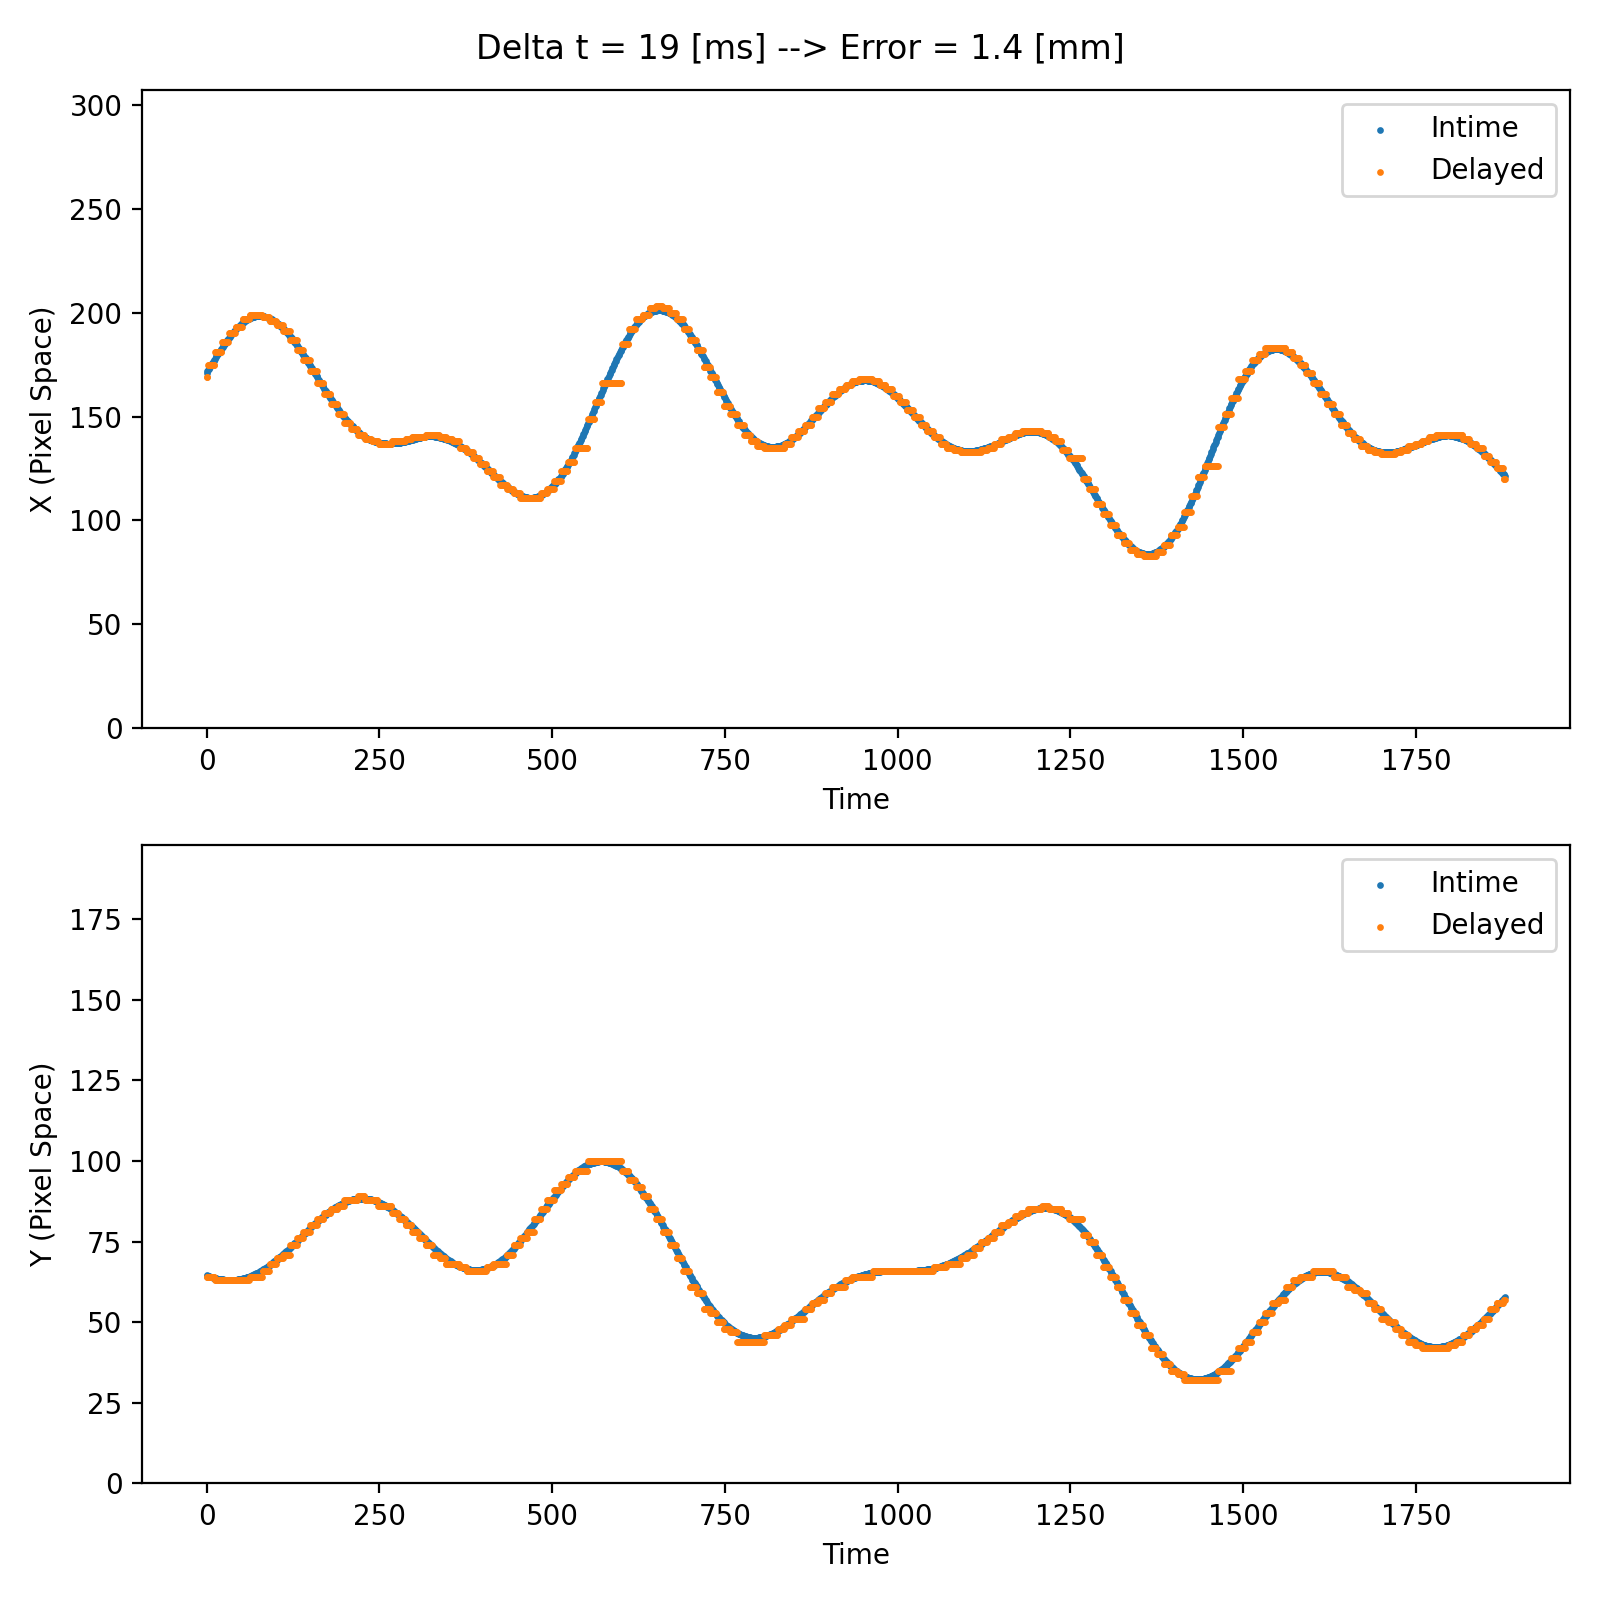 Delta t = 19 [ms] --> Error = 1.4 [mm]
300
250
200
150
100
50
0
X (Pixel Space)
Intime
Delayed
0 250 500 750 1000 1250 1500 1750
Time
175
150
125
100
75
50
25
0
Y (Pixel Space)
Intime
Delayed
0 250 500 750 1000 1250 1500 1750
Time